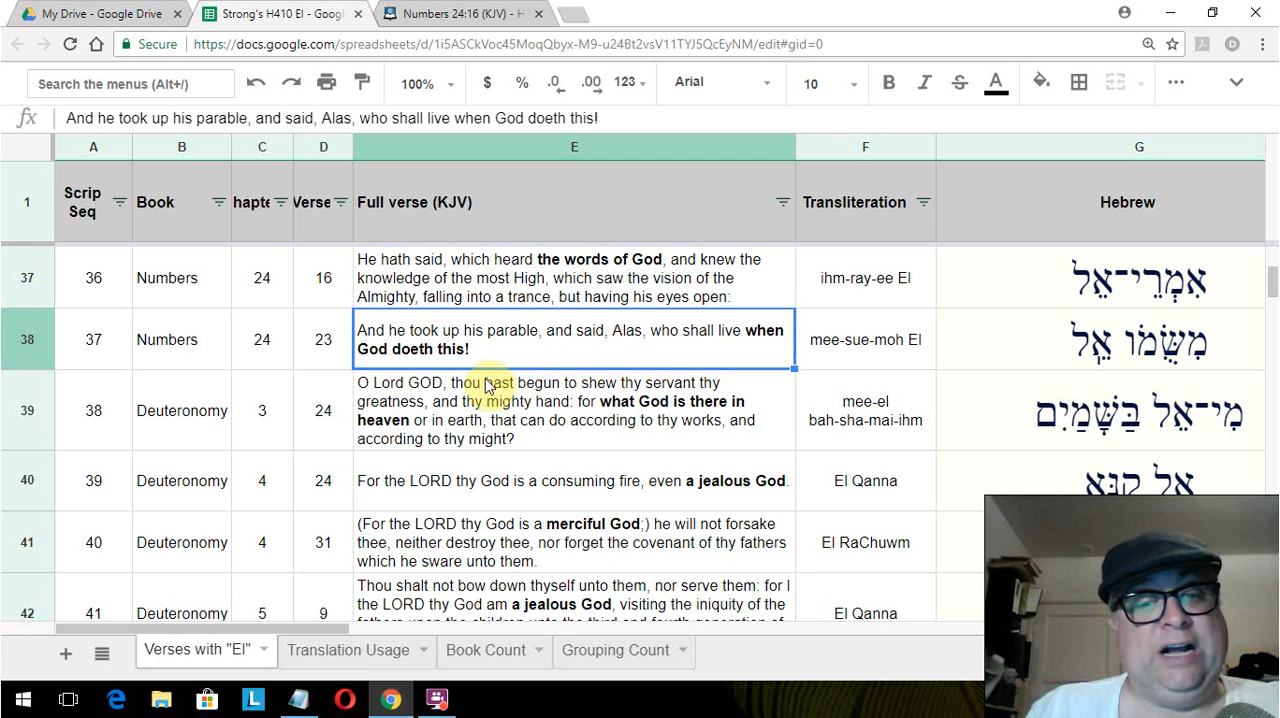 My Drive - Google Drive
Strong's H410 El - Googl
Numbers 24:16 (KJV) - H
Secure
https://docs.google.com/spreadsheets/d/1i5ASCkVoc45MoqQbyx-M9-u24Bt2vsV11TYJ5QcEyNM/edit#gid=0
D
Search the menus (Alt+/)
100%
$
%
.0
.00
123
Arial
10
B
I
S
A
fx
And he took up his parable, and said, Alas, who shall live when God doeth this!
A
B
C
D
E
F
G
1
Scrip
Seq
Book
hapte
Verse
Full verse (KJV)
Transliteration
Hebrew
37
36
Numbers
24
16
He hath said, which heard the words of God, and knew the
knowledge of the most High, which saw the vision of the
Almighty, falling into a trance, but having his eyes open:
ihm-ray-ee El
אִמְרֵי־אֵל
38
37
Numbers
24
23
And he took up his parable, and said, Alas, who shall live when
God doeth this!
mee-sue-moh El
מִשֻּׂמֹו אֵֽל
39
38
Deuteronomy
3
24
O Lord GOD, thou hast begun to shew thy servant thy
greatness, and thy mighty hand: for what God is there in
heaven or in earth, that can do according to thy works, and
according to thy might?
mee-el
bah-sha-mai-ihm
מִי־אֵל בַּשָּׁמַיִם
40
39
Deuteronomy
4
24
For the LORD thy God is a consuming fire, even a jealous God.
El Qanna
אֵל קַנָּא
41
40
Deuteronomy
4
31
(For the LORD thy God is a merciful God;) he will not forsake
thee, neither destroy thee, nor forget the covenant of thy fathers
which he sware unto them.
El RaChuwm
42
41
Deuteronomy
5
9
Thou shalt not bow down thyself unto them, nor serve them: for I
the LORD thy God am a jealous God, visiting the iniquity of the
fathers upon the children unto the third and fourth generation of
El Qanna
Verses with "El"
Translation Usage
Book Count
Grouping Count
L